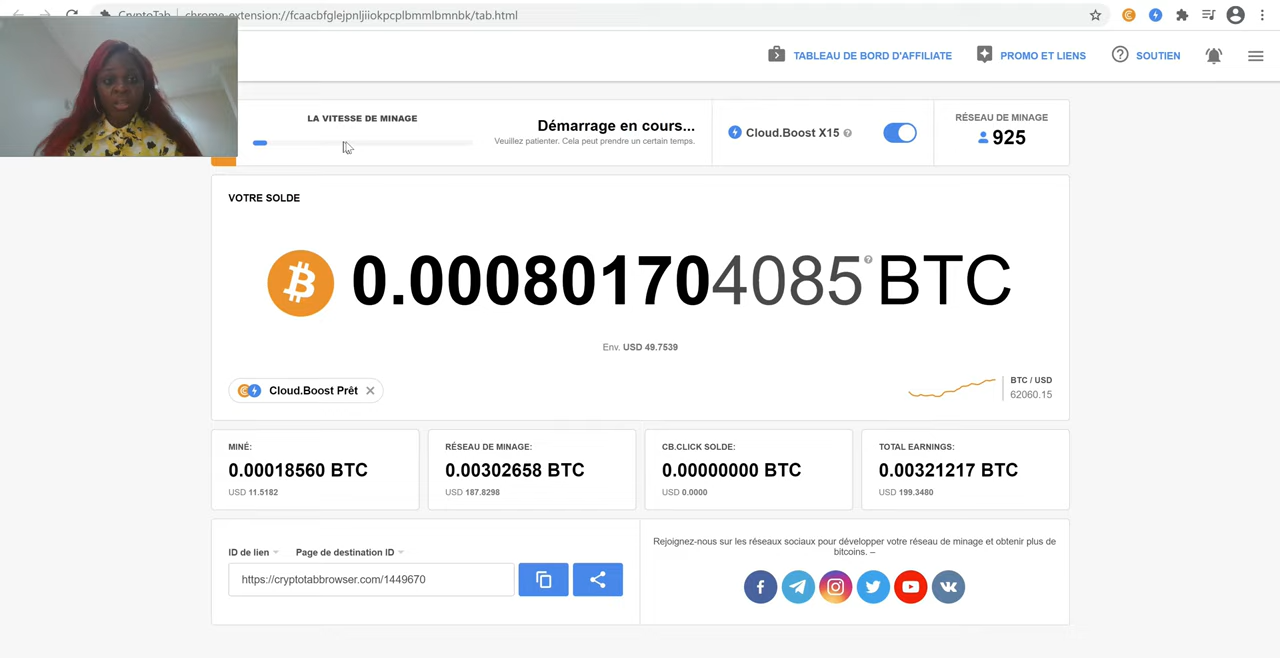 CryptoTab
chrome-extension://fcaacbfglejpnljiiokpcplbmmlbmnbk/tab.html
TABLEAU DE BORD D'AFFILIATE
PROMO ET LIENS
SOUTIEN
LA VITESSE DE MINAGE
Démarrage en cours...
Veuillez patienter. Cela peut prendre un certain temps.
Cloud.Boost X15
RÉSEAU DE MINAGE
925
VOTRE SOLDE
0.000801704085 BTC
Env. USD 49.7539
Cloud.Boost Prêt
BTC / USD
62060.15
MINÉ:
0.00018560 BTC
USD 11.5182
RÉSEAU DE MINAGE:
0.00302658 BTC
USD 187.8298
CB.CLICK SOLDE:
0.00000000 BTC
USD 0.0000
TOTAL EARNINGS:
0.00321217 BTC
USD 199.3480
ID de lien
Page de destination ID
https://cryptotabbrowser.com/1449670
Rejoignez-nous sur les réseaux sociaux pour développer votre réseau de minage et obtenir plus de
bitcoins. –